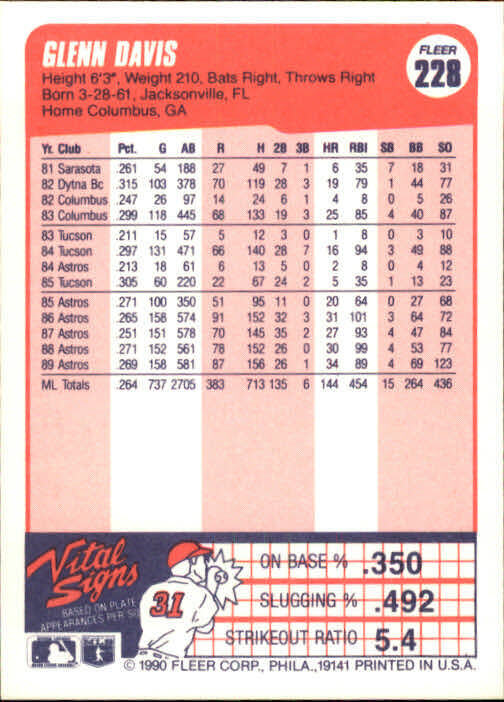 GLENN DAVIS
FLEER
228
Height 6'3", Weight 210, Bats Right, Throws Right
Born 3-28-61, Jacksonville, FL
Home Columbus, GA
Yr. Club Pct. G AB R H 2B 3B HR RBI SB BB SO
81 Sarasota .261 54 188 27 49 7 1 6 35 7 18 31
82 Dytna Bc .315 103 378 70 119 28 3 19 79 1 44 77
82 Columbus .247 26 97 14 24 6 1 4 8 0 5 26
83 Columbus .299 118 445 68 133 19 3 25 85 4 40 87
83 Tucson .211 15 57 5 12 3 0 1 8 0 3 10
84 Tucson .297 131 471 66 140 28 7 16 94 3 49 88
84 Astros .213 18 61 6 13 5 0 2 8 0 4 12
85 Tucson .305 60 220 22 67 24 2 5 35 1 13 23
85 Astros .271 100 350 51 95 11 0 20 64 0 27 68
86 Astros .265 158 574 91 152 32 3 31 101 3 64 72
87 Astros .251 151 578 70 145 35 2 27 93 4 47 84
88 Astros .271 152 561 78 152 26 0 30 99 4 53 77
89 Astros .269 158 581 87 156 26 1 34 89 4 69 123
ML Totals .264 737 2705 383 713 135 6 144 454 15 264 436
Vital Signs
BASED ON PLATE
APPEARANCES PER
31
ON BASE % .350
SLUGGING % .492
STRIKEOUT RATIO 5.4
© 1990 FLEER CORP., PHILA., 19141 PRINTED IN U.S.A.